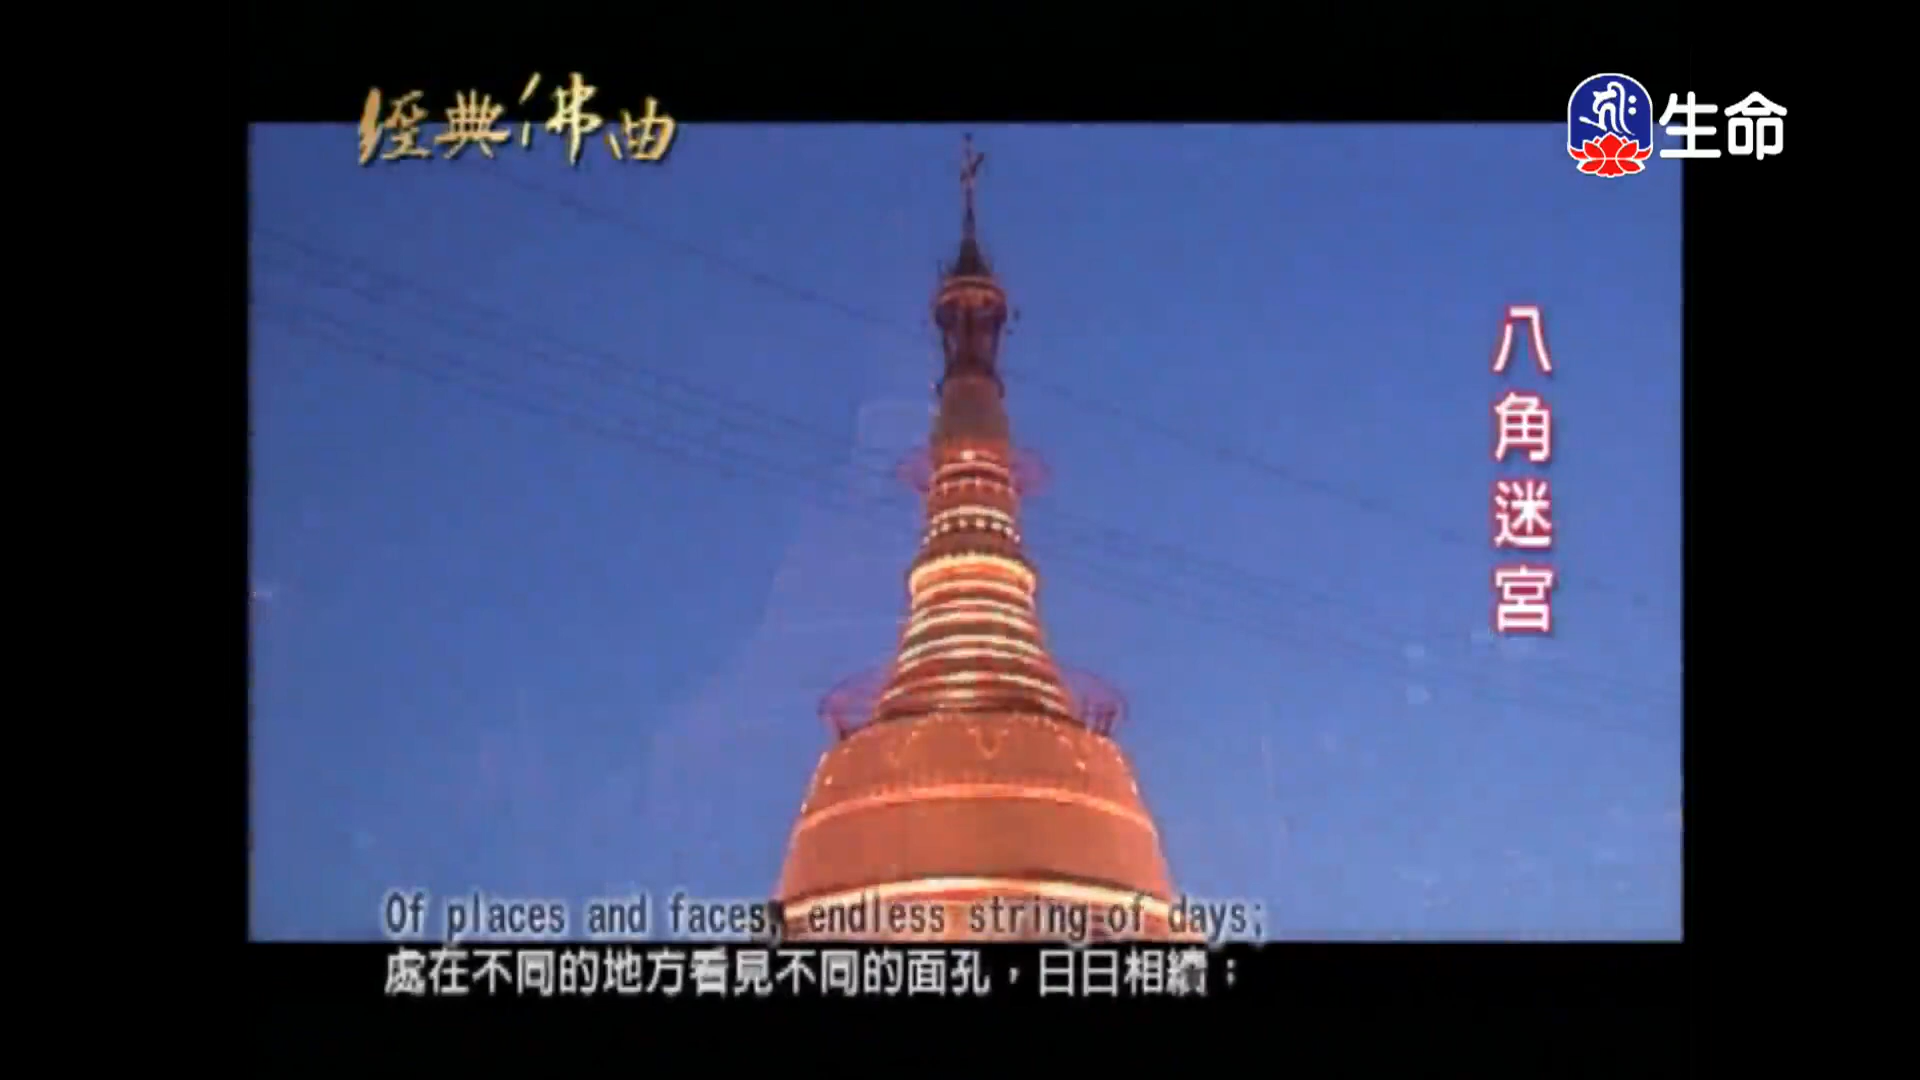 經典佛曲
生命
八角迷宮
Of places and faces, endless string of days;
處在不同的地方看見不同的面孔，日日相續；